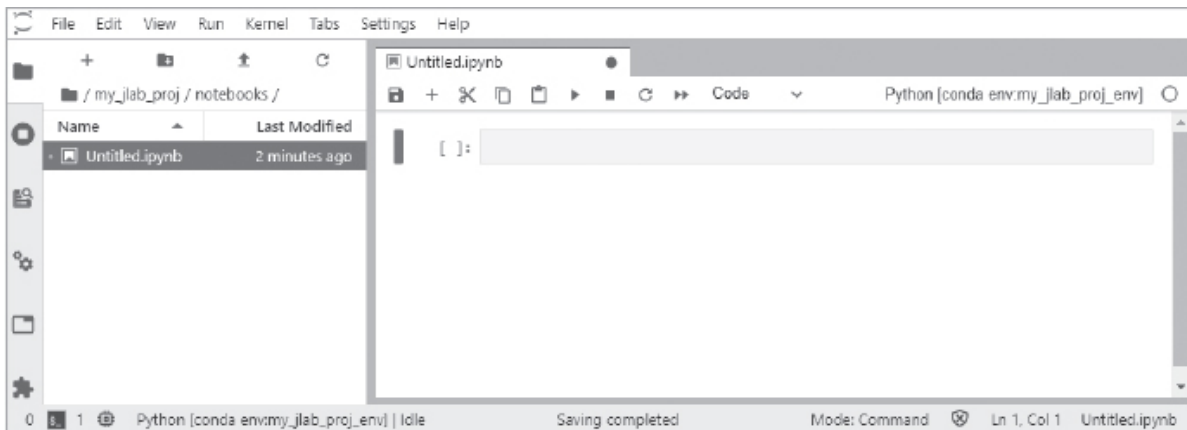 File Edit View Run Kernel Tabs Settings Help
/ my_jlab_proj / notebooks /
Name Last Modified
Untitled.ipynb 2 minutes ago
Untitled.ipynb
Code Python [conda env:my_jlab_proj_env]
[ ]:
0 1 Python [conda env:my_jlab_proj_env] | Idle Saving completed Mode: Command Ln 1, Col 1 Untitled.ipynb